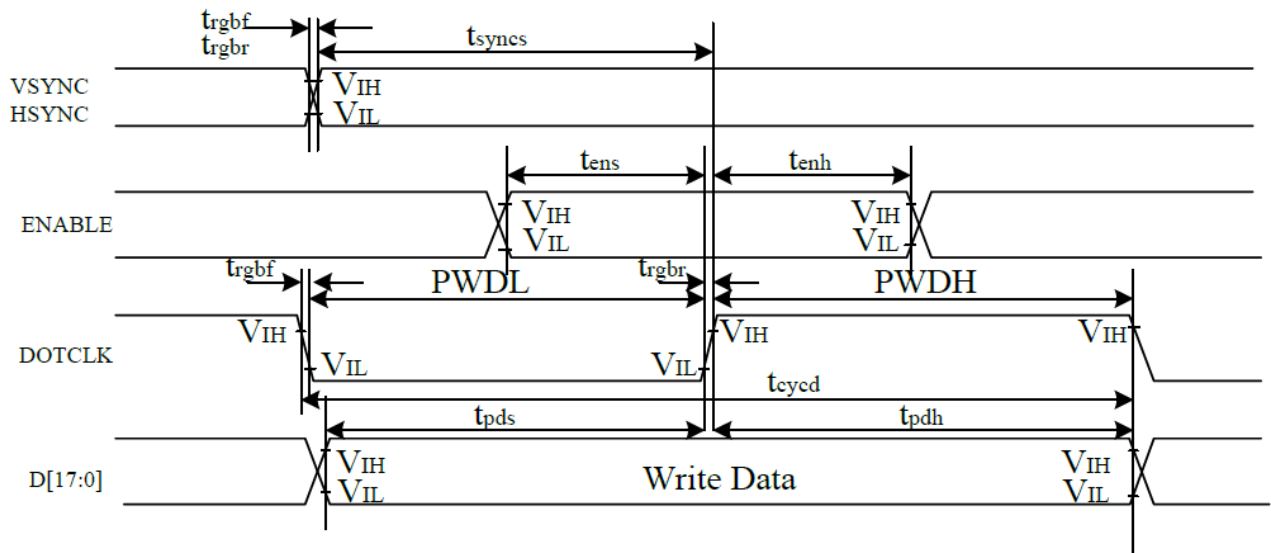 trgbf
trgbr
tsyncs
VSYNC
HSYNC
VIH
VIL
tens
tenh
ENABLE
VIH
VIL
VIH
VIL
trgbf
PWDL
trgbr
PWDH
DOTCLK
VIH
VIL
VIL
VIH
VIH
tcycd
tpds
tpdh
D[17:0]
VIH
VIL
Write Data
VIH
VIL